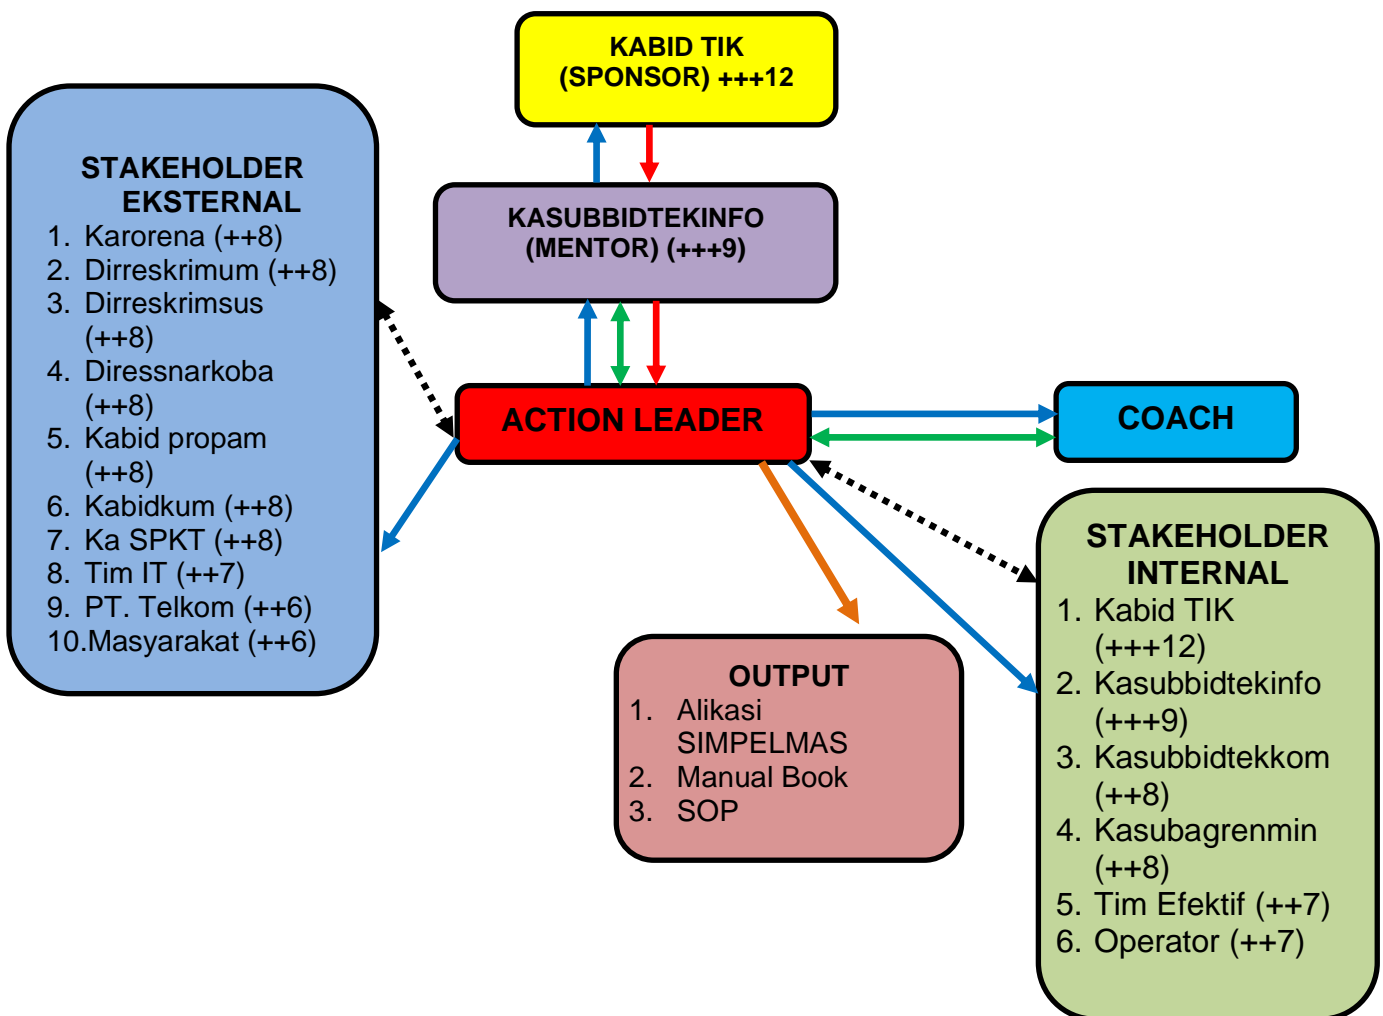 KABID TIK
(SPONSOR) +++12
STAKEHOLDER
EKSTERNAL
1. Karorena (++8)
2. Dirreskrimum (++8)
3. Dirreskrimsus
(++8)
4. Diressnarkoba
(++8)
5. Kabid propam
(++8)
6. Kabidkum (++8)
7. Ka SPKT (++8)
8. Tim IT (++7)
9. PT. Telkom (++6)
10.Masyarakat (++6)
KASUBBIDTEKINFO
(MENTOR) (+++9)
ACTION LEADER
COACH
OUTPUT
1. Alikasi
SIMPELMAS
2. Manual Book
3. SOP
STAKEHOLDER
INTERNAL
1. Kabid TIK
(+++12)
2. Kasubbidtekinfo
(+++9)
3. Kasubbidtekkom
(++8)
4. Kasubagrenmin
(++8)
5. Tim Efektif (++7)
6. Operator (++7)